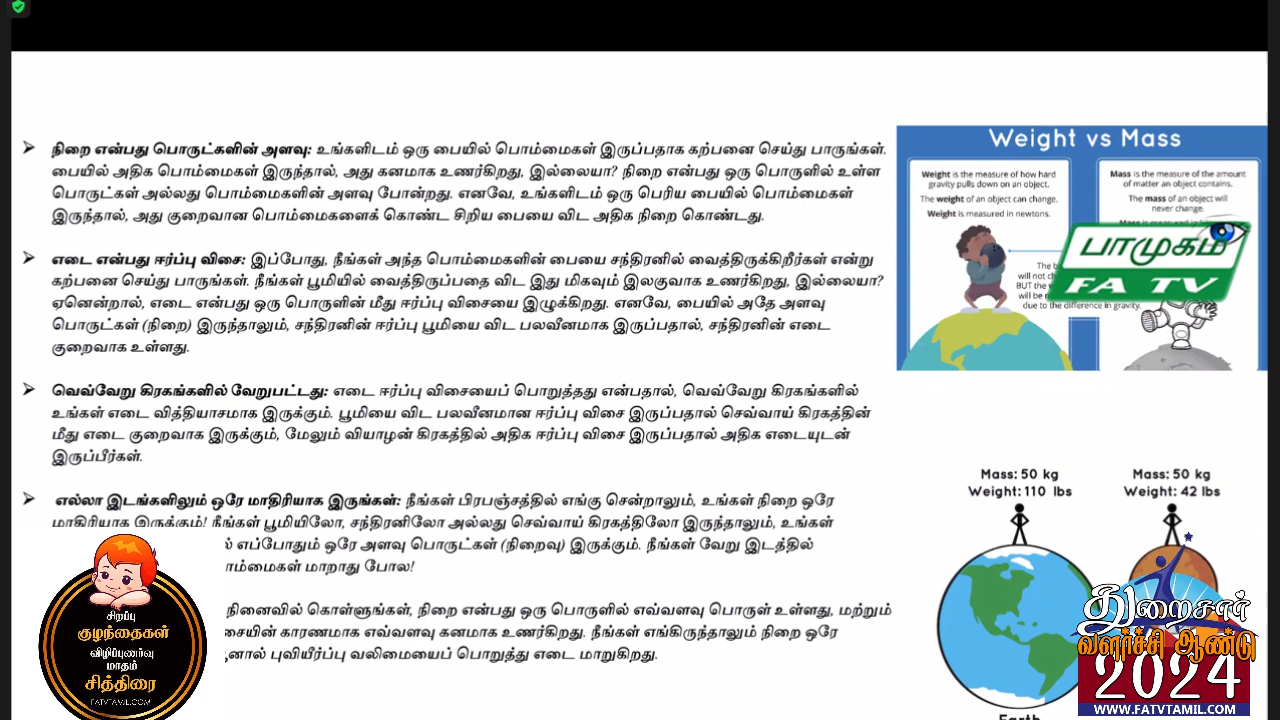 நிறை என்பது பொருட்களின் அளவு: உங்களிடம் ஒரு பையில் பொம்மைகள் இருப்பதாக கற்பனை செய்து பாருங்கள்.
பையில் அதிக பொம்மைகள் இருந்தால், அது கனமாக உணர்கிறது, இல்லையா? நிறை என்பது ஒரு பொருளில் உள்ள
பொருட்கள் அல்லது பொம்மைகளின் அளவு போன்றது. எனவே, உங்களிடம் ஒரு பெரிய பையில் பொம்மைகள்
இருந்தால், அது குறைவான பொம்மைகளைக் கொண்ட சிறிய பையை விட அதிக நிறை கொண்டது.
எடை என்பது ஈர்ப்பு விசை: இப்போது, நீங்கள் அந்த பொம்மைகளின் பையை சந்திரனில் வைத்திருக்கிறீர்கள் என்று
கற்பனை செய்து பாருங்கள். நீங்கள் பூமியில் வைத்திருப்பதை விட இது மிகவும் இலகுவாக உணர்கிறது, இல்லையா?
ஏனென்றால், எடை என்பது ஒரு பொருளின் மீது ஈர்ப்பு விசையை இழுக்கிறது. எனவே, பையில் அதே அளவு
பொருட்கள் (நிறை) இருந்தாலும், சந்திரனின் ஈர்ப்பு பூமியை விட பலவீனமாக இருப்பதால், சந்திரனின் எடை
குறைவாக உள்ளது.
வெவ்வேறு கிரகங்களில் வேறுபட்டது: எடை ஈர்ப்பு விசையைப் பொறுத்தது என்பதால், வெவ்வேறு கிரகங்களில்
உங்கள் எடை வித்தியாசமாக இருக்கும். பூமியை விட பலவீனமான ஈர்ப்பு விசை இருப்பதால் செவ்வாய் கிரகத்தின்
மீது எடை குறைவாக இருக்கும், மேலும் வியாழன் கிரகத்தில் அதிக ஈர்ப்பு விசை இருப்பதால் அதிக எடையுடன்
இருப்பீர்கள்.
எல்லா இடங்களிலும் ஒரே மாதிரியாக இருங்கள்: நீங்கள் பிரபஞ்சத்தில் எங்கு சென்றாலும், உங்கள் நிறை ஒரே
மாதிரியாக இருக்கும்! நீங்கள் பூமியிலோ, சந்திரனிலோ அல்லது செவ்வாய் கிரகத்திலோ இருந்தாலும், உங்கள்
எப்போதும் ஒரே அளவு பொருட்கள் (நிறைவு) இருக்கும். நீங்கள் வேறு இடத்தில்
மாறாது போல!
நினைவில் கொள்ளுங்கள், நிறை என்பது ஒரு பொருளில் எவ்வளவு பொருள் உள்ளது, மற்றும்
காரணமாக எவ்வளவு கனமாக உணர்கிறது. நீங்கள் எங்கிருந்தாலும் நிறை ஒரே
புவியீர்ப்பு வலிமையைப் பொறுத்து எடை மாறுகிறது.
Weight vs Mass
Weight is the measure of how hard
gravity pulls down on an object.
The weight of an object can change.
Weight is measured in newtons.
Mass is the measure of the amount
of matter an object contains.
The mass of an object will
never change.
Mass is measured
The
will not
BUT the
will be
due to the difference in gravity.
பாமுகம்
FA TV
Mass: 50 kg
Weight: 110 lbs
Mass: 50 kg
Weight: 42 lbs
Earth
சிறப்பு
குழந்தைகள்
விழிப்புணர்வு
மாதம்
சித்திரை
FATVTAMIL.COM
துறைசார்
வளர்ச்சி ஆண்டு
2024
WWW.FATVTAMIL.COM